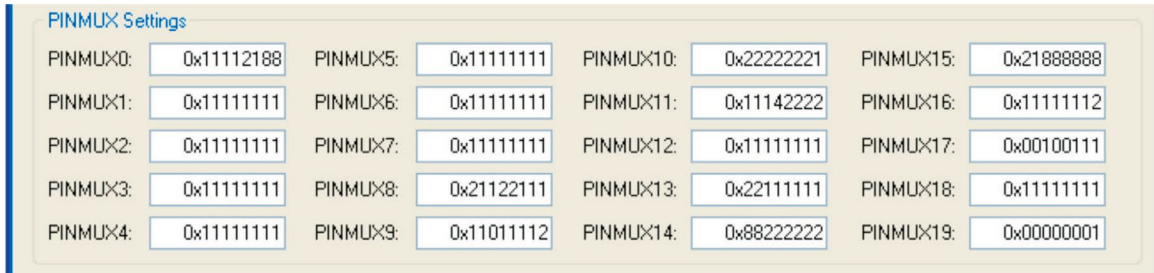 PINMUX Settings
PINMUX0: 0x11112188 PINMUX5: 0x11111111 PINMUX10: 0x22222221 PINMUX15: 0x21888888
PINMUX1: 0x11111111 PINMUX6: 0x11111111 PINMUX11: 0x11142222 PINMUX16: 0x11111112
PINMUX2: 0x11111111 PINMUX7: 0x11111111 PINMUX12: 0x11111111 PINMUX17: 0x00100111
PINMUX3: 0x11111111 PINMUX8: 0x21122111 PINMUX13: 0x22111111 PINMUX18: 0x11111111
PINMUX4: 0x11111111 PINMUX9: 0x11011112 PINMUX14: 0x88222222 PINMUX19: 0x00000001